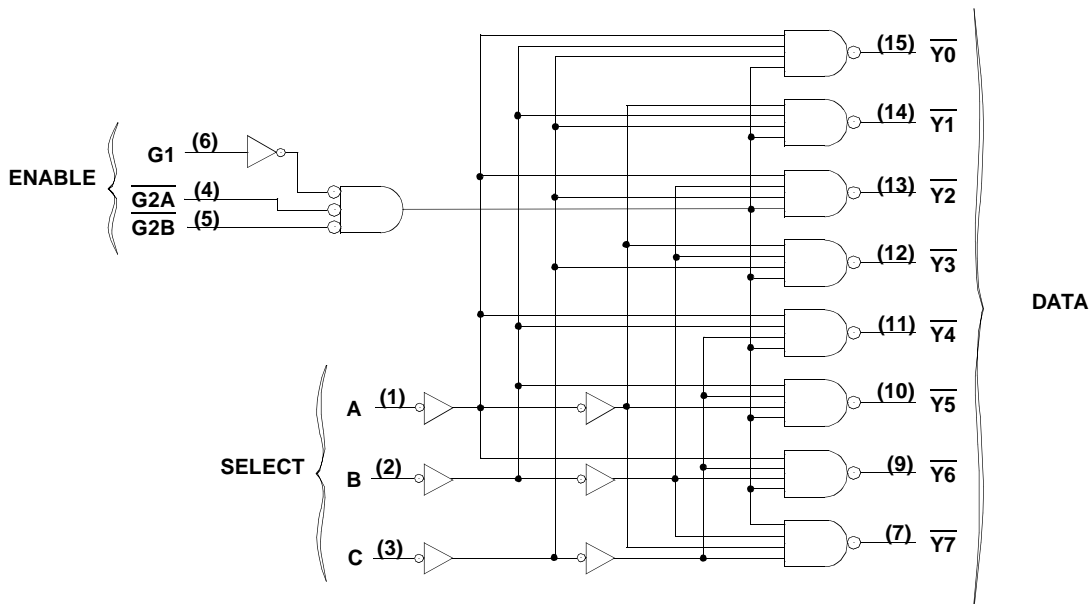 (15) Y0
(14) Y1
ENABLE
G1 (6)
G2A (4)
G2B (5)
(13) Y2
(12) Y3
DATA
(11) Y4
SELECT
A (1)
(10) Y5
B (2)
(9) Y6
C (3)
(7) Y7